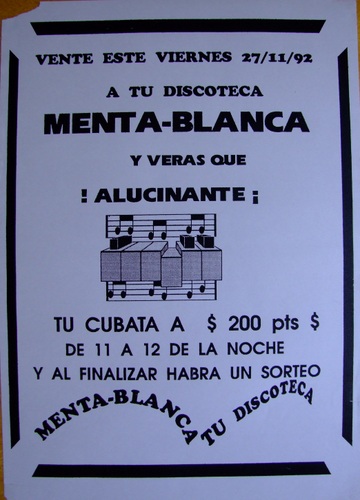 VENTE ESTE VIERNES 27/11/92
A TU DISCOTECA
MENTA-BLANCA
Y VERAS QUE
! ALUCINANTE ¡
TU CUBATA A $ 200 pts $
DE 11 A 12 DE LA NOCHE
Y AL FINALIZAR HABRA UN SORTEO
MENTA-BLANCA
TU DISCOTECA